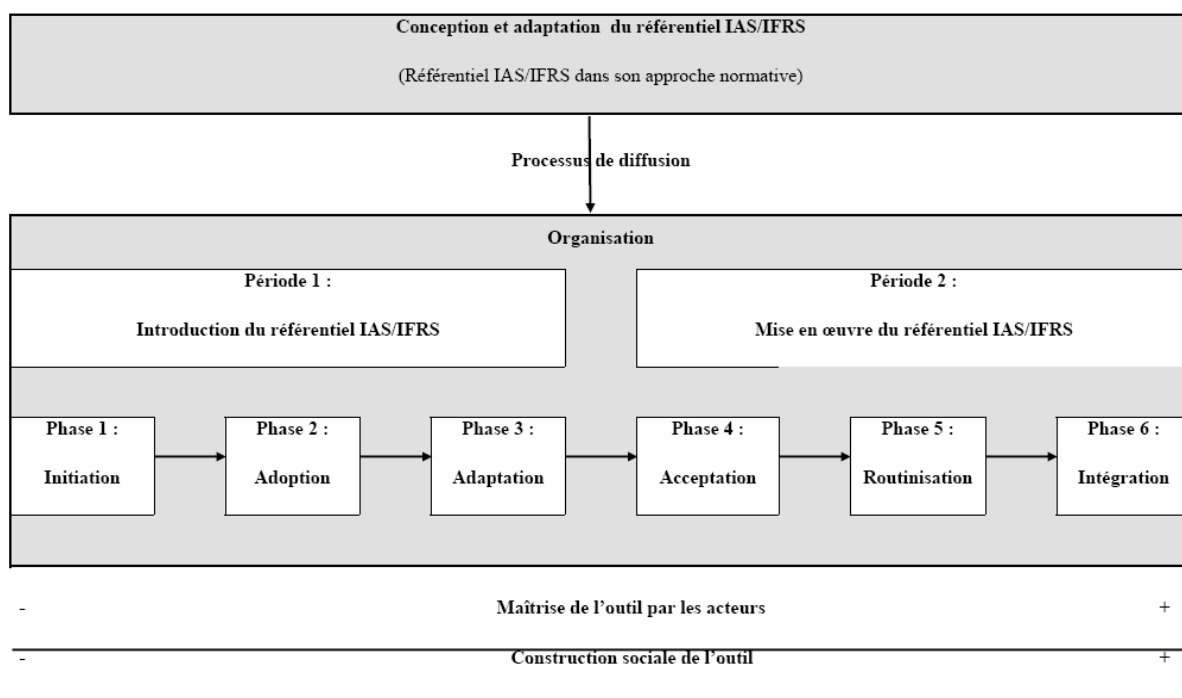 Conception et adaptation du référentiel IAS/IFRS
(Référentiel IAS/IFRS dans son approche normative)
Processus de diffusion
Organisation
Période 1 :
Introduction du référentiel IAS/IFRS
Période 2 :
Mise en œuvre du référentiel IAS/IFRS
Phase 1 :
Initiation
Phase 2 :
Adoption
Phase 3 :
Adaptation
Phase 4 :
Acceptation
Phase 5 :
Routinisation
Phase 6 :
Intégration
- Maîtrise de l’outil par les acteurs +
- Construction sociale de l’outil +